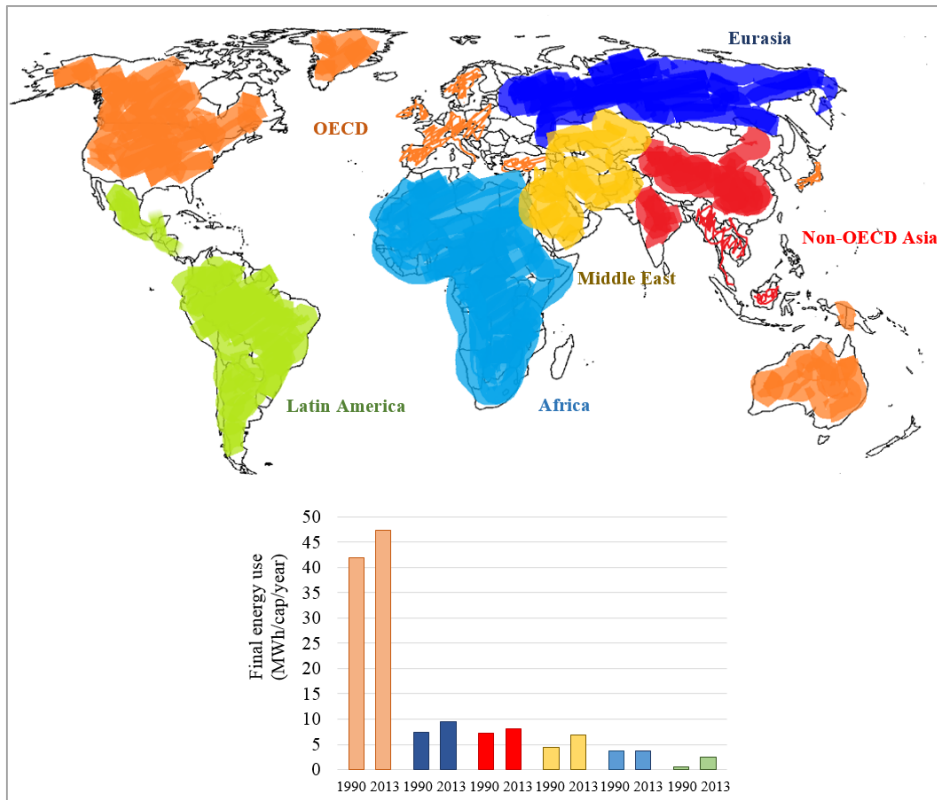 Eurasia
OECD
Non-OECD Asia
Middle East
Latin America
Africa
Final energy use
(MWh/cap/year)
50
45
40
35
30
25
20
15
10
5
0
1990 2013 1990 2013 1990 2013 1990 2013 1990 2013 1990 2013